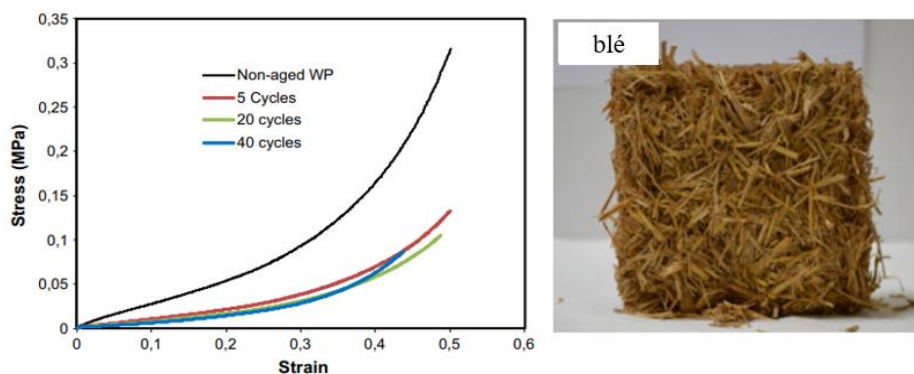 0,35
0,3
0,25
0,2
0,15
0,1
0,05
0
Stress (MPa)
Non-aged WP
5 Cycles
20 cycles
40 cycles
0
0,1
0,2
0,3
0,4
0,5
0,6
Strain
blé